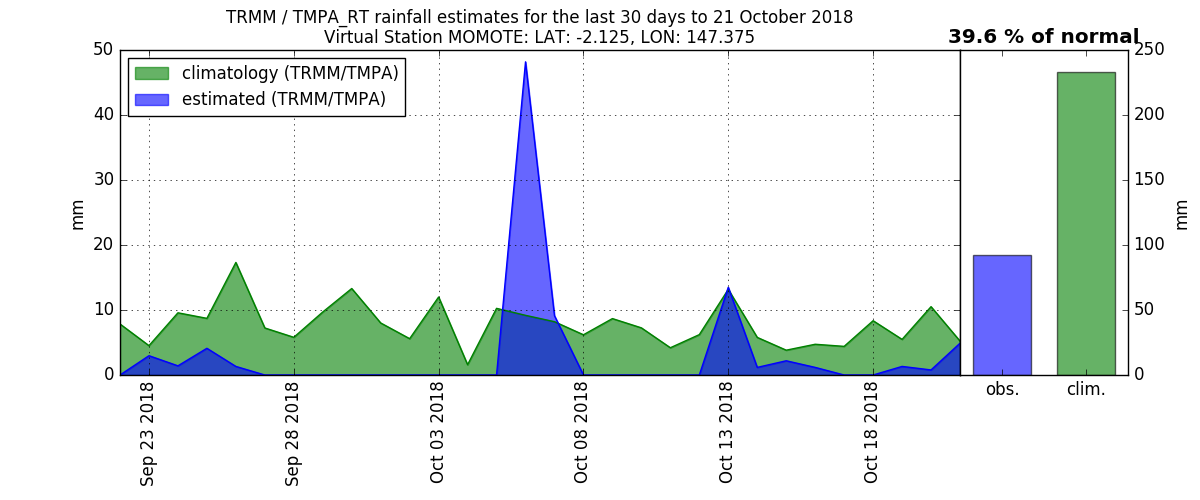 TRMM / TMPA_RT rainfall estimates for the last 30 days to 21 October 2018
Virtual Station MOMOTE: LAT: -2.125, LON: 147.375
39.6 % of normal
climatology (TRMM/TMPA)
estimated (TRMM/TMPA)
50
40
30
20
10
0
mm
Sep 23 2018
Sep 28 2018
Oct 03 2018
Oct 08 2018
Oct 13 2018
Oct 18 2018
obs.
clim.
250
200
150
100
50
0
mm